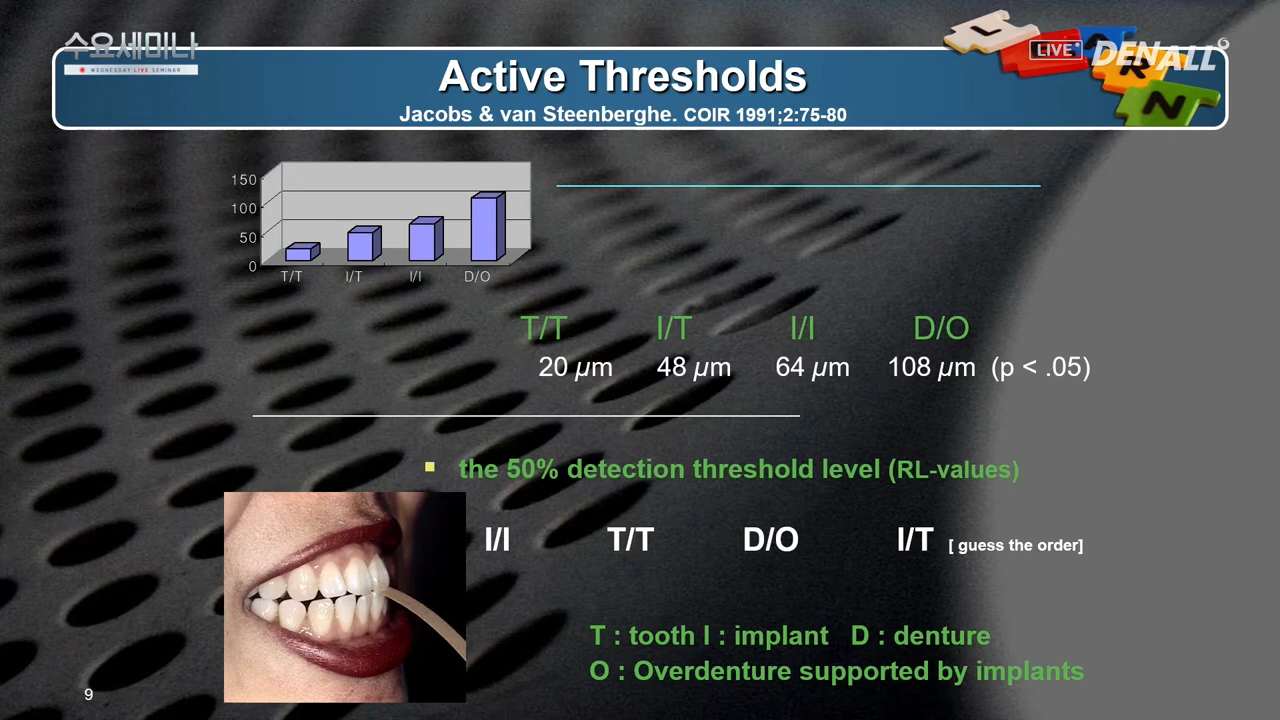 수요세미나
WEDNESDAY LIVE SEMINAR
L
R
N
LIVE
DENALL
Active Thresholds
Jacobs & van Steenberghe. COIR 1991;2:75-80
150
100
50
0
T/T I/T I/I D/O
T/T I/T I/I D/O
20 µm 48 µm 64 µm 108 µm (p < .05)
▪ the 50% detection threshold level (RL-values)
I/I T/T D/O I/T [ guess the order]
T : tooth I : implant D : denture
O : Overdenture supported by implants
9